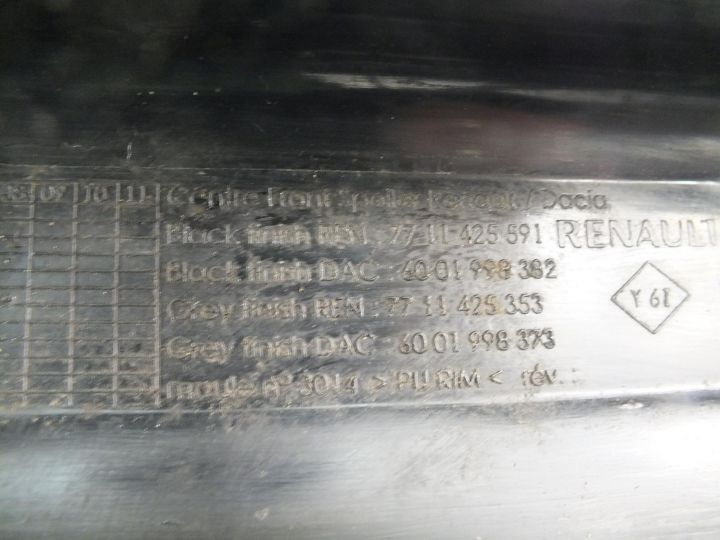 08 09 10 11 Centre Front Spoiler Renault / Dacia
Black finish REN : 77 11 425 591 RENAULT
Black finish DAC : 60 01 998 382
Grey finish REN : 77 11 425 353
Y 61
Grey finish DAC : 60 01 998 373
moule n° 3014 > PU RIM < rév. :